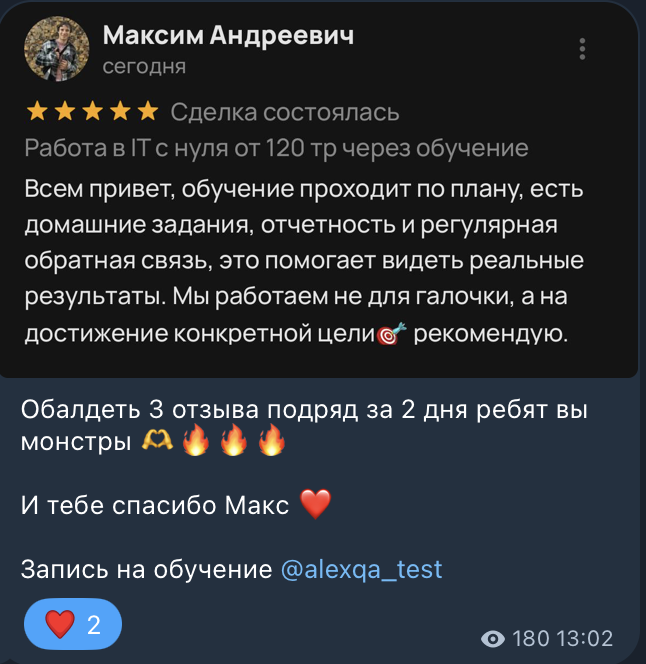 Максим Андреевич
сегодня
Сделка состоялась
Работа в IT с нуля от 120 тр через обучение
Всем привет, обучение проходит по плану, есть
домашние задания, отчетность и регулярная
обратная связь, это помогает видеть реальные
результаты. Мы работаем не для галочки, а на
достижение конкретной цели🎯 рекомендую.
Обалдеть 3 отзыва подряд за 2 дня ребят вы
монстры 🫶🔥🔥🔥
И тебе спасибо Макс ❤️
Запись на обучение @alexqa_test
❤️ 2
180 13:02